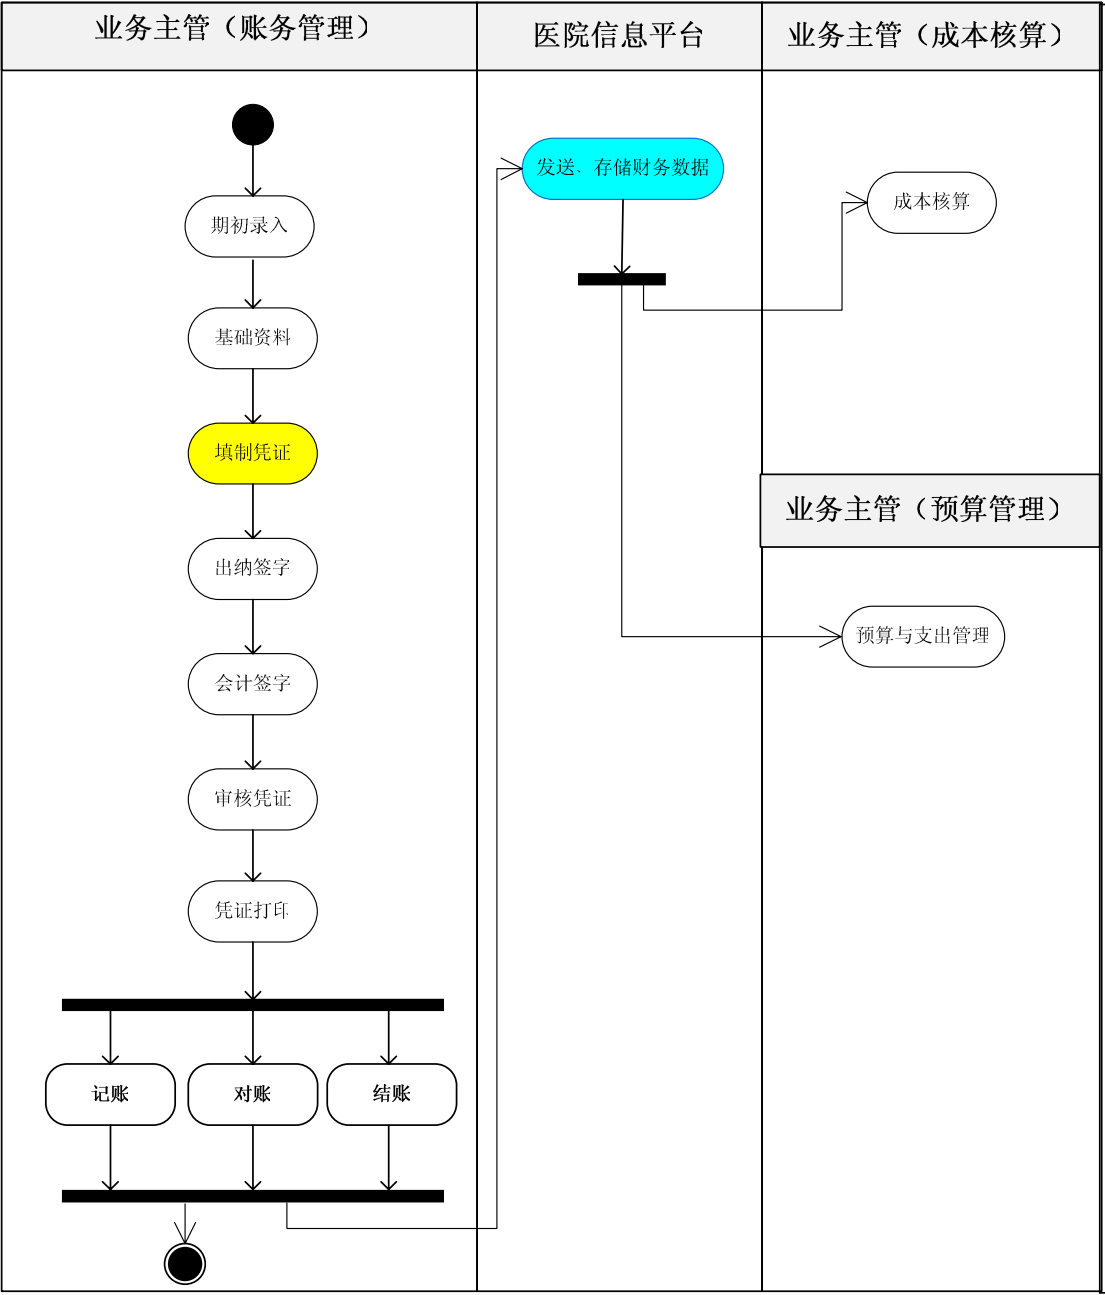 业务主管（账务管理）
医院信息平台
业务主管（成本核算）
期初录入
基础资料
填制凭证
出纳签字
会计签字
审核凭证
凭证打印
记账
对账
结账
发送、存储财务数据
成本核算
业务主管（预算管理）
预算与支出管理